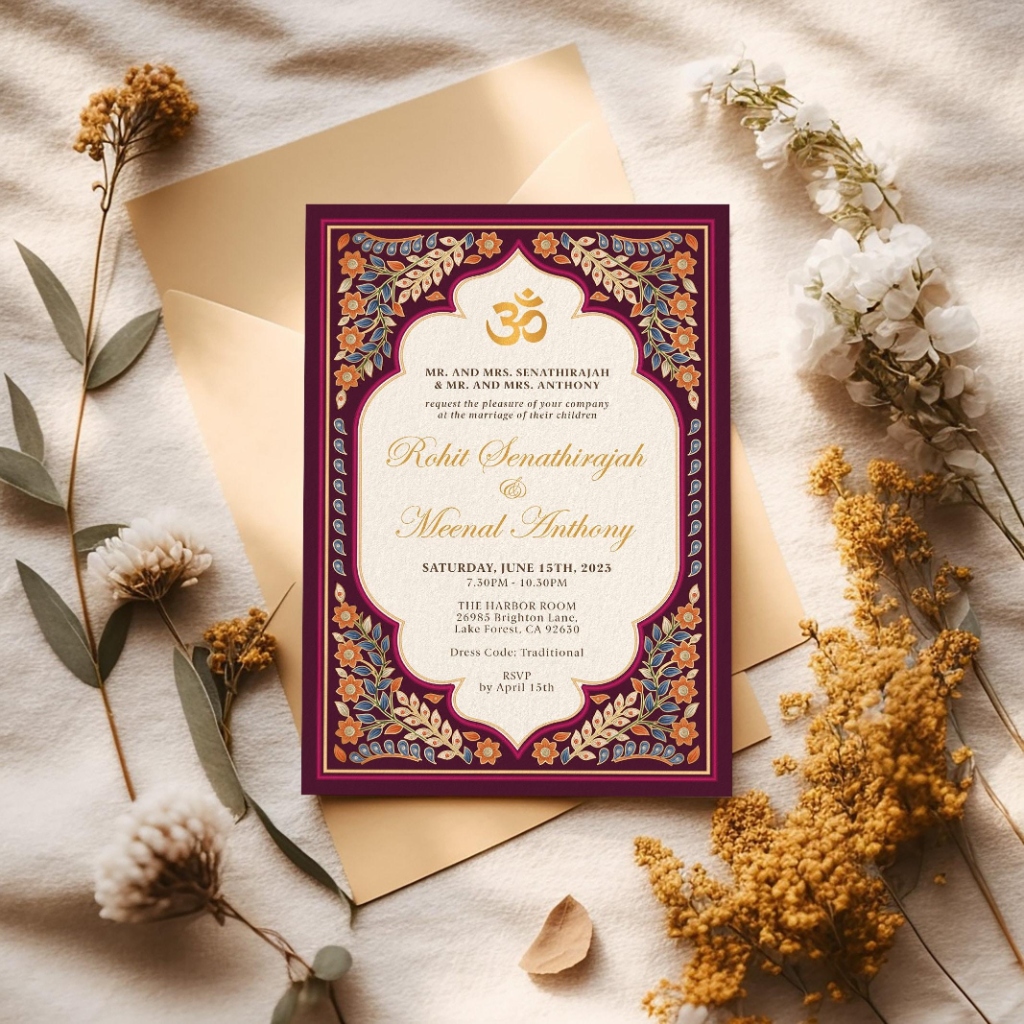 ॐ
MR. AND MRS. SENATHIRAJAH
& MR. AND MRS. ANTHONY
request the pleasure of your company
at the marriage of their children
Rohit Senathirajah
&
Meenal Anthony
SATURDAY, JUNE 15TH, 2023
7.30PM - 10.30PM
THE HARBOR ROOM
26985 Brighton Lane,
Lake Forest, CA 92630
Dress Code: Traditional
RSVP
by April 15th